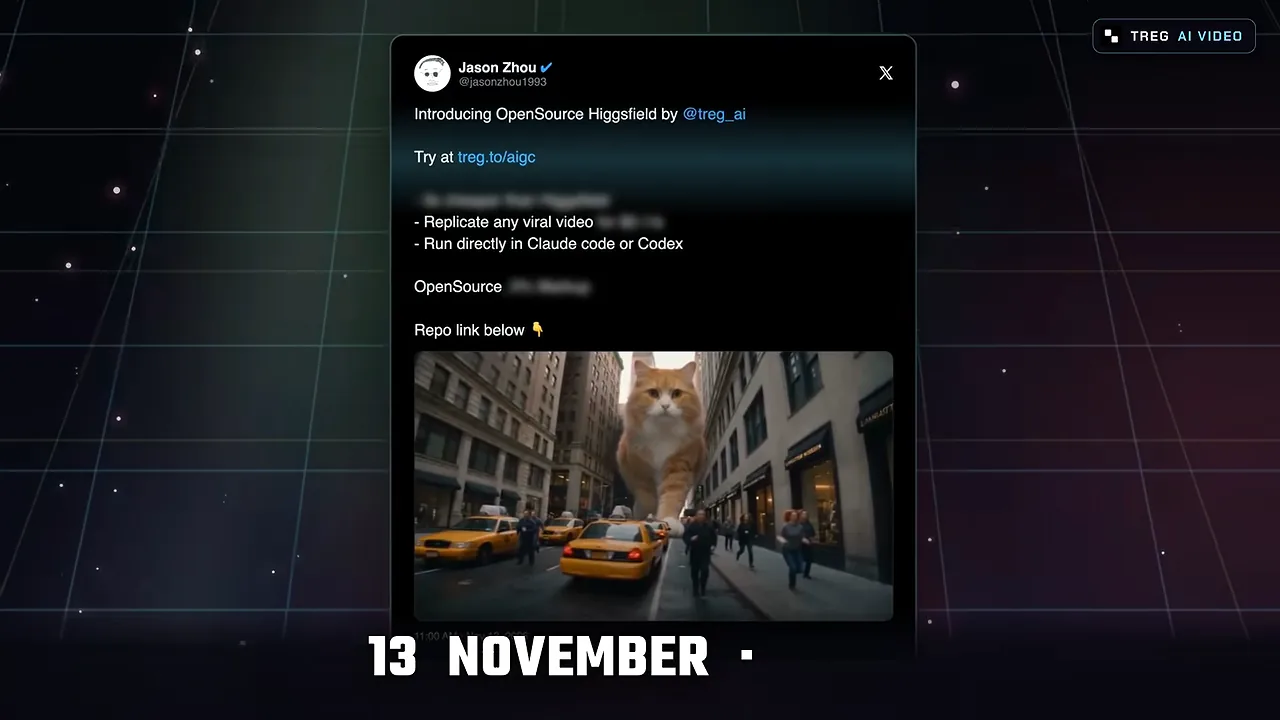 TREG AI VIDEO
Jason Zhou
@jasonzhou1993
Introducing OpenSource Higgsfield by @treg_ai
Try at treg.to/aigc
- Replicate any viral video
- Run directly in Claude code or Codex
OpenSource
Repo link below 👇
13 NOVEMBER ·